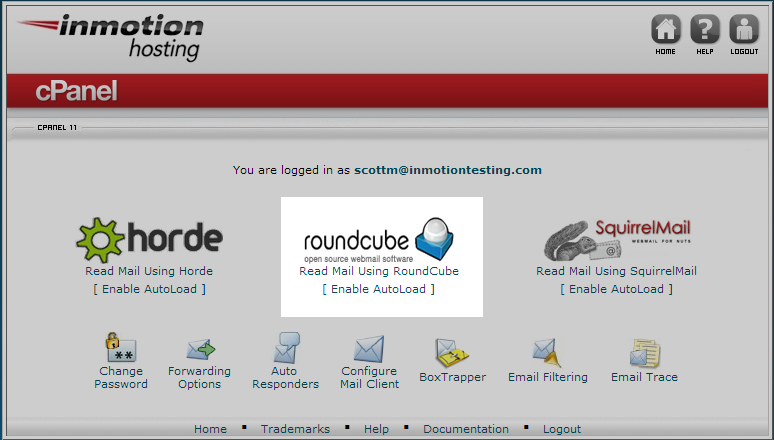 inmotion
hosting
HOME
HELP
LOGOUT
cPanel
CPANEL 11
You are logged in as scottm@inmotiontesting.com
horde
Read Mail Using Horde
[ Enable AutoLoad ]
roundcube
open source webmail software
Read Mail Using RoundCube
[ Enable AutoLoad ]
SquirrelMail
WEBMAIL FOR NUTS
@
Read Mail Using SquirrelMail
[ Enable AutoLoad ]
**
Change
Password
Forwarding
Options
Auto
Responders
Configure
Mail Client
BoxTrapper
Email Filtering
Email Trace
Home ▪ Trademarks ▪ Help ▪ Documentation ▪ Logout